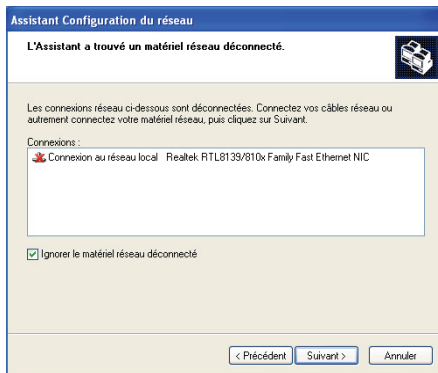 Assistant Configuration du réseau
L'Assistant a trouvé un matériel réseau déconnecté.
Les connexions réseau ci-dessous sont déconnectées. Connectez vos câbles réseau ou
autrement connectez votre matériel réseau, puis cliquez sur Suivant.
Connexions :
Connexion au réseau local Realtek RTL8139/810x Family Fast Ethernet NIC
Ignorer le matériel réseau déconnecté
< Précédent Suivant > Annuler